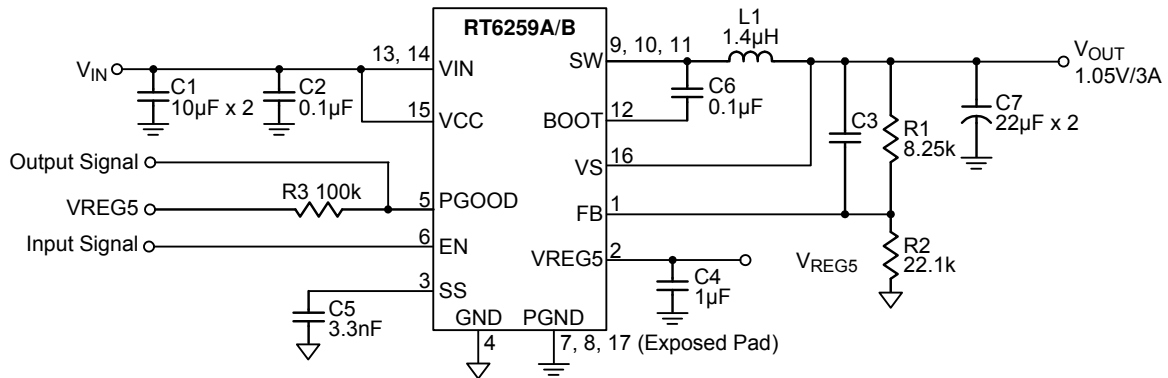 RT6259A/B
VIN
13, 14
VIN
C1
10µF x 2
C2
0.1µF
15
VCC
Output Signal
VREG5
R3 100k
5
PGOOD
Input Signal
6
EN
3
SS
C5
3.3nF
GND
4
PGND
7, 8, 17 (Exposed Pad)
SW
9, 10, 11
L1
1.4µH
C6
0.1µF
BOOT
12
VS
16
FB
1
VREG5
2
C4
1µF
VREG5
C3
R1
8.25k
R2
22.1k
C7
22µF x 2
VOUT
1.05V/3A